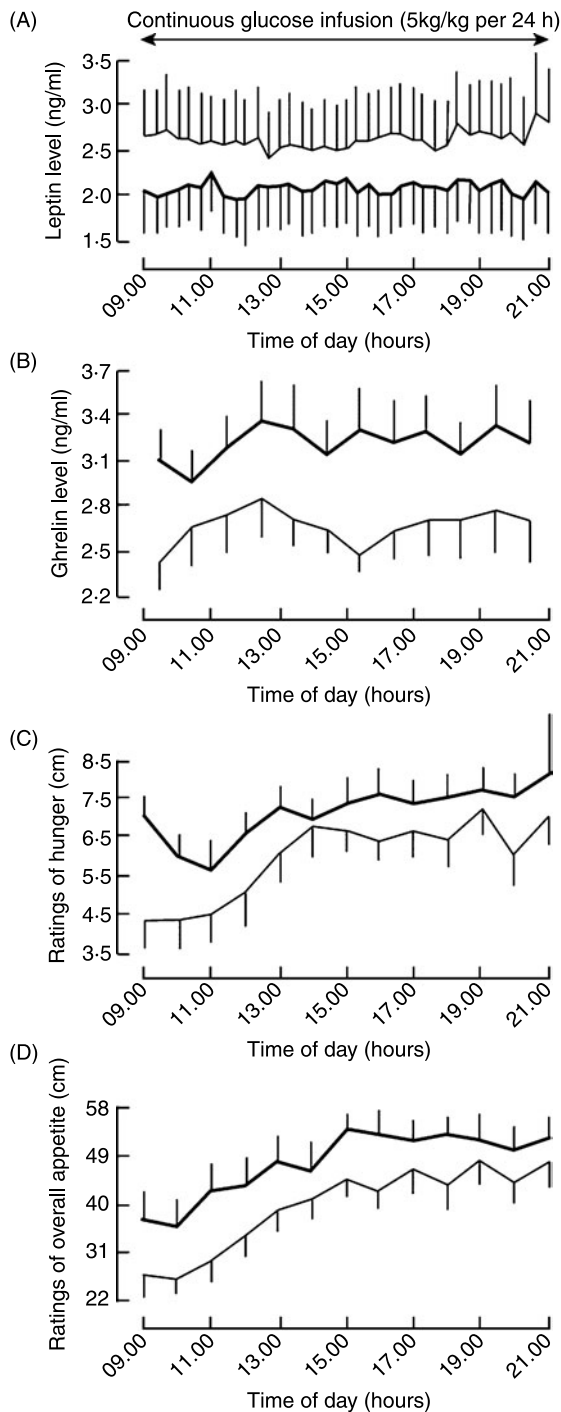 (A)
Continuous glucose infusion (5kg/kg per 24 h)
Leptin level (ng/ml)
3·5
3·0
2·5
2·0
1·5
09.00 11.00 13.00 15.00 17.00 19.00 21.00
Time of day (hours)
(B)
Ghrelin level (ng/ml)
3·7
3·4
3·1
2·8
2·5
2·2
09.00 11.00 13.00 15.00 17.00 19.00 21.00
Time of day (hours)
(C)
Ratings of hunger (cm)
8·5
7·5
6·5
5·5
4·5
3·5
09.00 11.00 13.00 15.00 17.00 19.00 21.00
Time of day (hours)
(D)
Ratings of overall appetite (cm)
58
49
40
31
22
09.00 11.00 13.00 15.00 17.00 19.00 21.00
Time of day (hours)